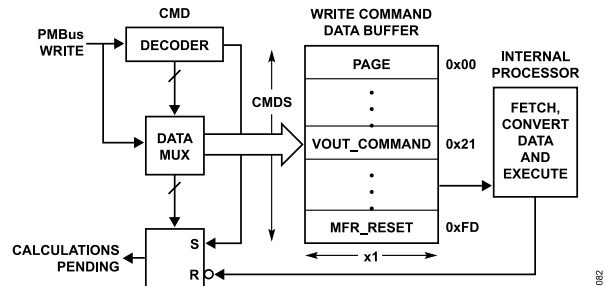 CMD
WRITE COMMAND
DATA BUFFER
PMBus
WRITE
DECODER
PAGE
0x00
INTERNAL
PROCESSOR
CMDS
FETCH,
CONVERT
DATA
AND
EXECUTE
DATA
MUX
VOUT_COMMAND
0x21
MFR_RESET
0xFD
CALCULATIONS
PENDING
S
R
x1
082